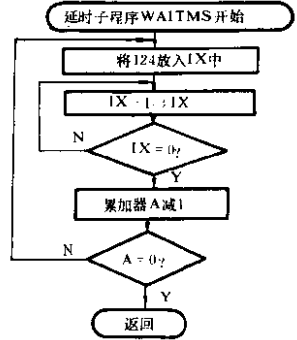 延时子程序WAITMS开始
将124放入IX中
IX-1→IX
N
IX=0?
Y
累加器A减1
N
A=0?
Y
返回